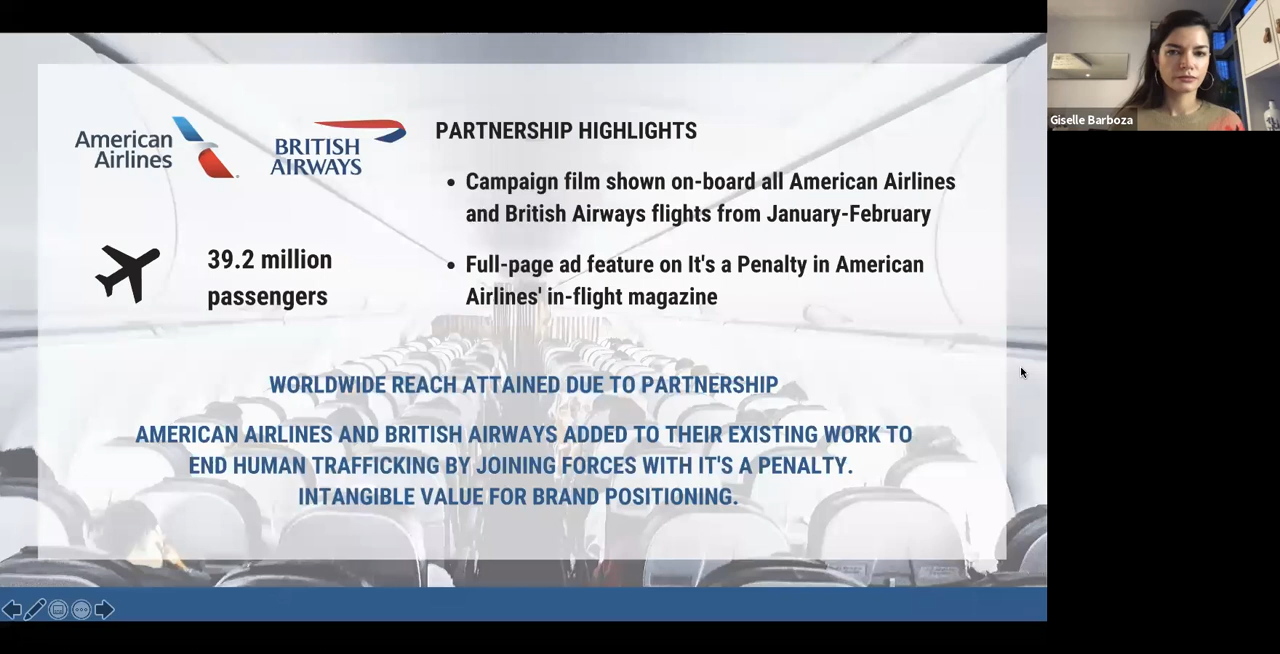 American
Airlines
BRITISH
AIRWAYS
PARTNERSHIP HIGHLIGHTS
• Campaign film shown on-board all American Airlines
and British Airways flights from January-February
39.2 million
passengers
• Full-page ad feature on It's a Penalty in American
Airlines' in-flight magazine
WORLDWIDE REACH ATTAINED DUE TO PARTNERSHIP
AMERICAN AIRLINES AND BRITISH AIRWAYS ADDED TO THEIR EXISTING WORK TO
END HUMAN TRAFFICKING BY JOINING FORCES WITH IT'S A PENALTY.
INTANGIBLE VALUE FOR BRAND POSITIONING.
Giselle Barboza